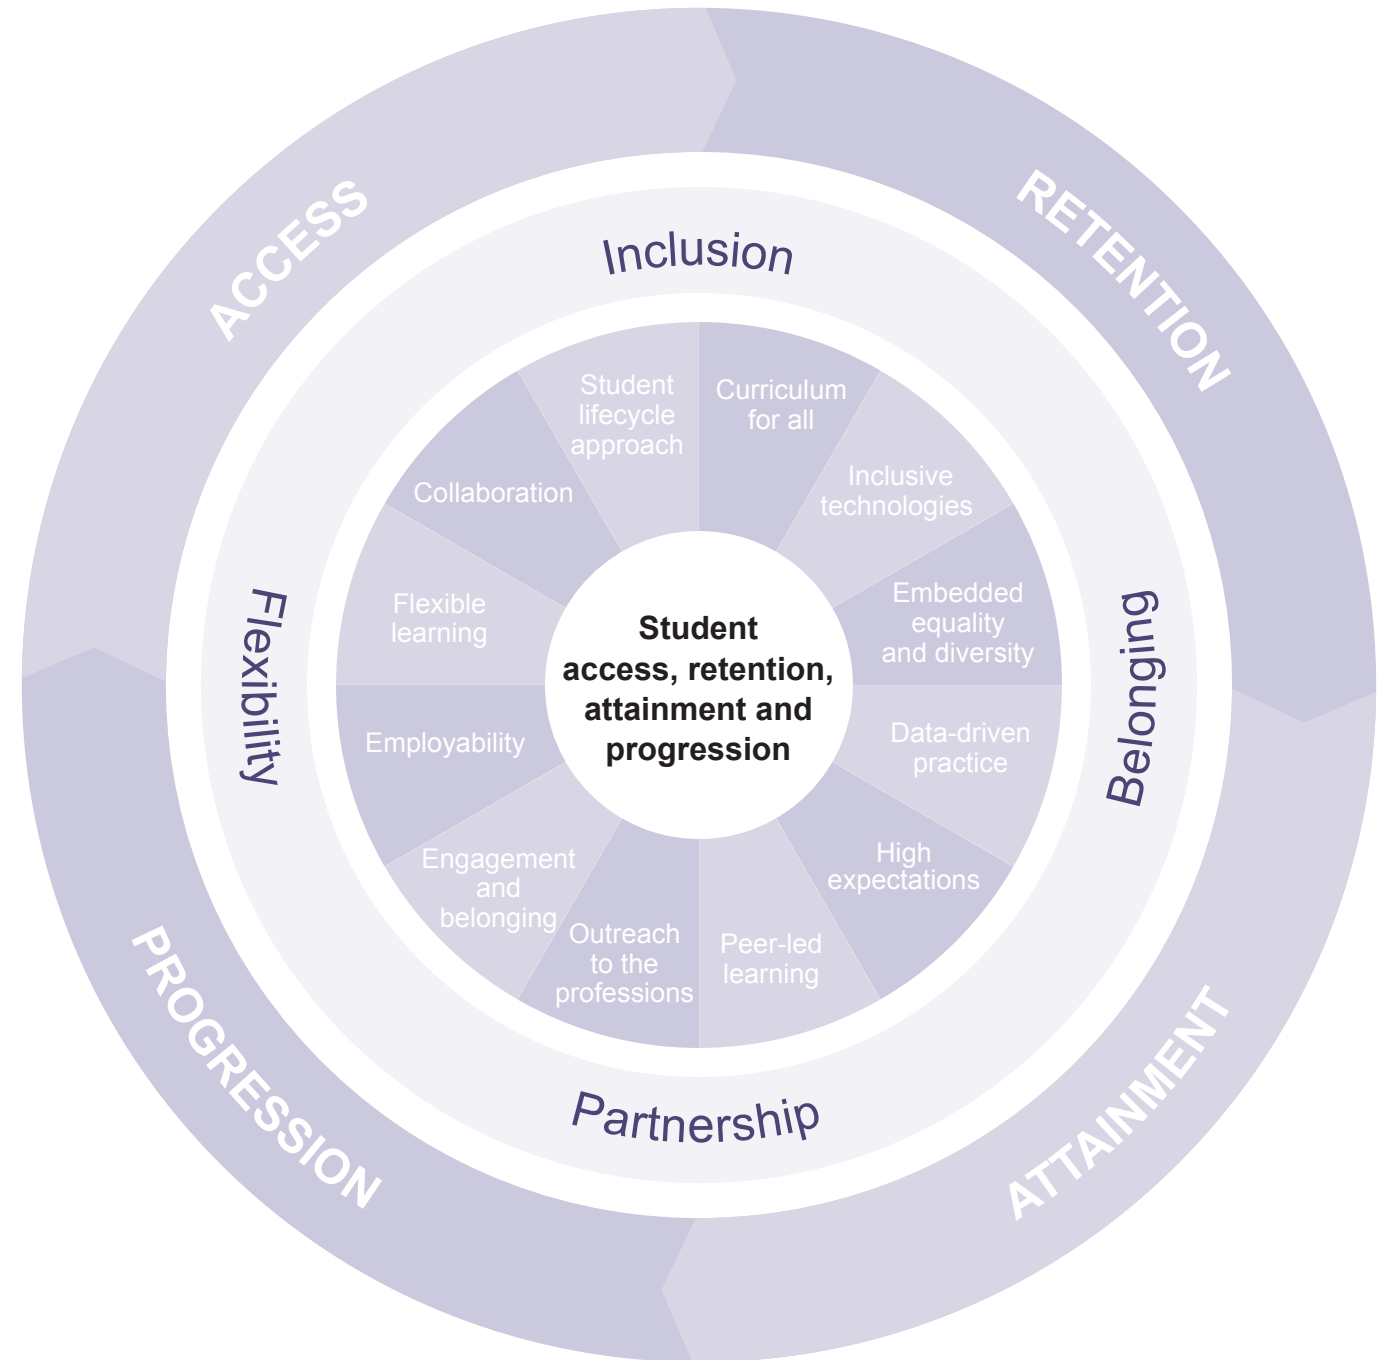 ACCESS
RETENTION
ATTAINMENT
PROGRESSION
Inclusion
Belonging
Partnership
Flexibility
Student
lifecycle
approach
Curriculum
for all
Inclusive
technologies
Embedded
equality
and diversity
Data-driven
practice
High
expectations
Peer-led
learning
Outreach
to the
professions
Engagement
and
belonging
Employability
Flexible
learning
Collaboration
Student
access, retention,
attainment and
progression